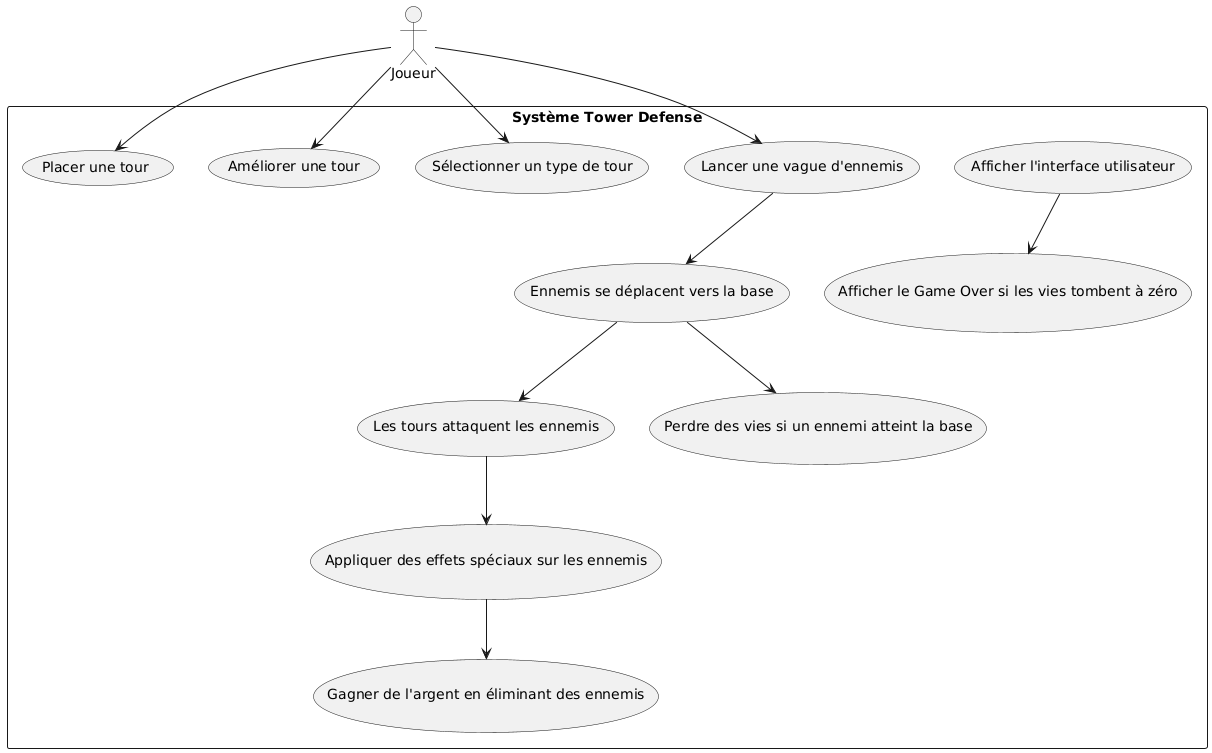 Joueur
Système Tower Defense
Placer une tour
Améliorer une tour
Sélectionner un type de tour
Lancer une vague d'ennemis
Afficher l'interface utilisateur
Ennemis se déplacent vers la base
Afficher le Game Over si les vies tombent à zéro
Les tours attaquent les ennemis
Perdre des vies si un ennemi atteint la base
Appliquer des effets spéciaux sur les ennemis
Gagner de l'argent en éliminant des ennemis